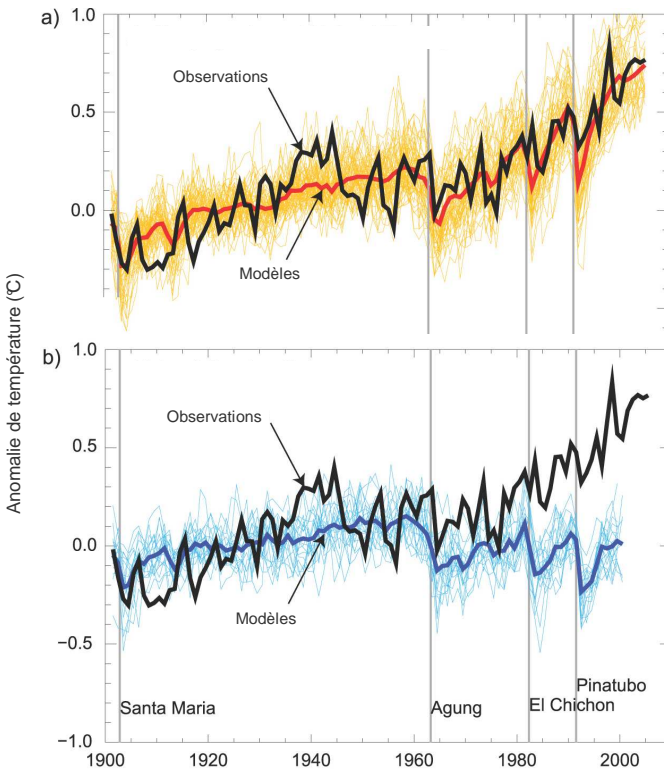 a)
1.0
0.5
0.0
Observations
Modèles
Anomalie de température (°C)
b)
1.0
0.5
0.0
−0.5
−1.0
Observations
Modèles
Santa Maria
Agung
El Chichon
Pinatubo
1900 1920 1940 1960 1980 2000